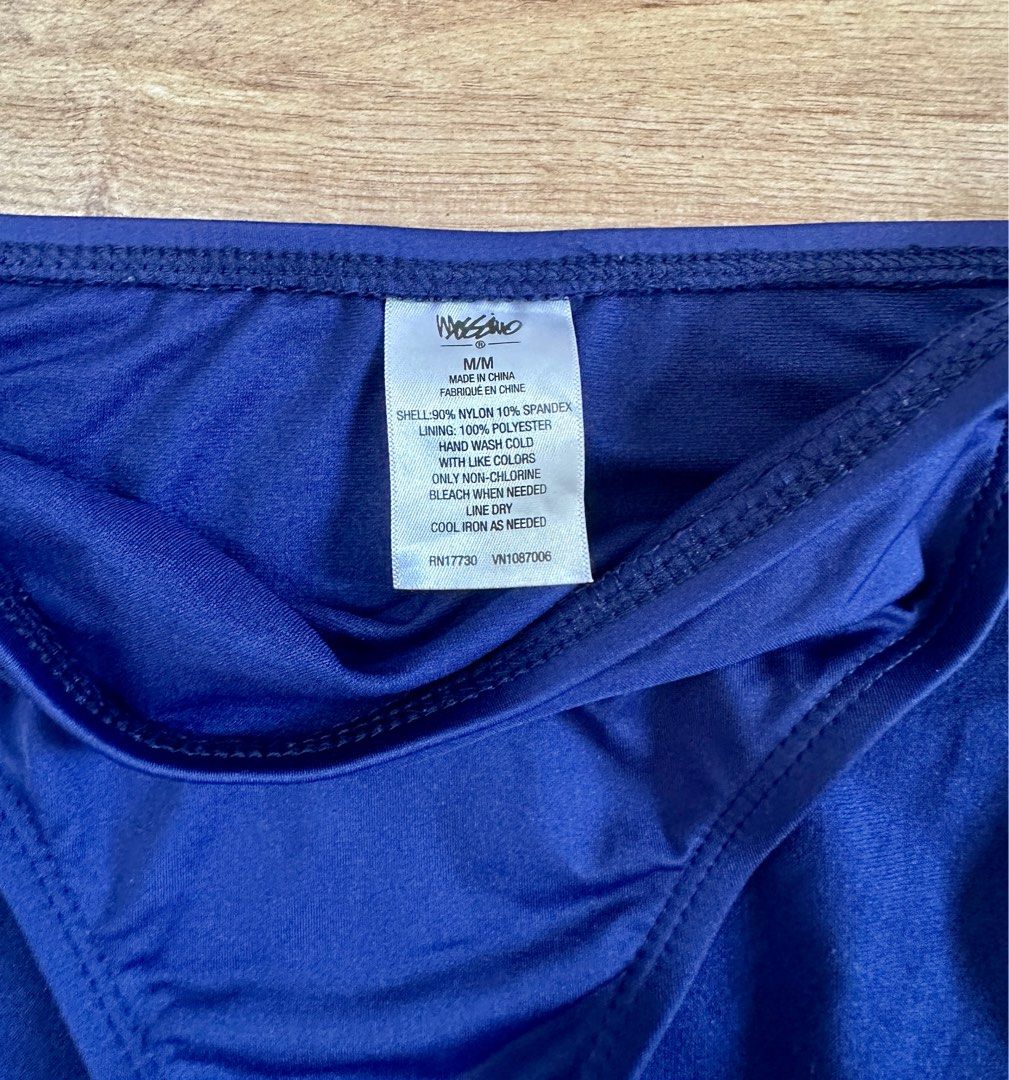 Mossimo
®
M/M
MADE IN CHINA
FABRIQUÉ EN CHINE
SHELL:90% NYLON 10% SPANDEX
LINING: 100% POLYESTER
HAND WASH COLD
WITH LIKE COLORS
ONLY NON-CHLORINE
BLEACH WHEN NEEDED
LINE DRY
COOL IRON AS NEEDED
RN17730 VN1087006